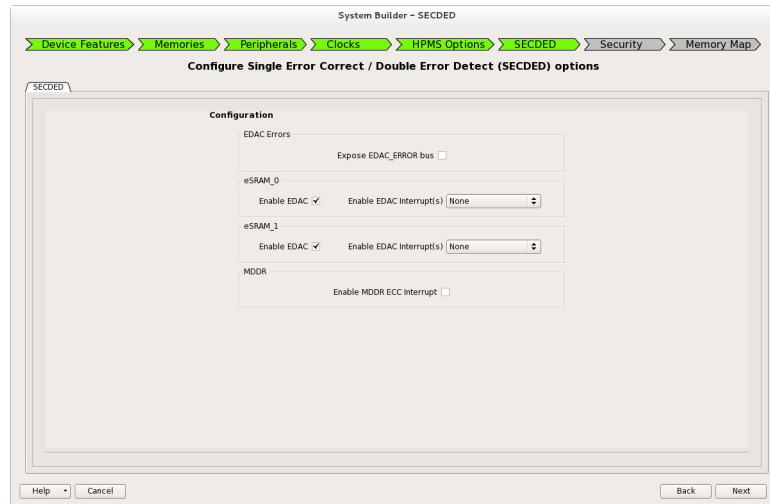 System Builder – SECDED
Device Features Memories Peripherals Clocks HPMS Options SECDED Security Memory Map
Configure Single Error Correct / Double Error Detect (SECDED) options
SECDED
Configuration
EDAC Errors
Expose EDAC_ERROR bus
eSRAM_0
Enable EDAC Enable EDAC Interrupt(s) None
eSRAM_1
Enable EDAC Enable EDAC Interrupt(s) None
MDDR
Enable MDDR ECC Interrupt
Help Cancel Back Next